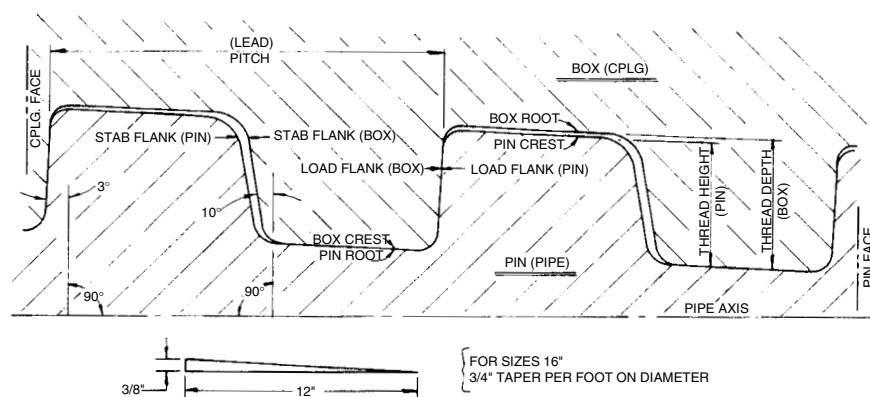 (LEAD)
PITCH
BOX (CPLG)
CPLG. FACE
BOX ROOT
PIN CREST
STAB FLANK (PIN)
STAB FLANK (BOX)
LOAD FLANK (BOX)
LOAD FLANK (PIN)
THREAD HEIGHT
(PIN)
THREAD DEPTH
(BOX)
3°
10°
BOX CREST
PIN ROOT
PIN (PIPE)
PIN FACE
90°
90°
PIPE AXIS
3/8"
12"
FOR SIZES 16"
3/4" TAPER PER FOOT ON DIAMETER